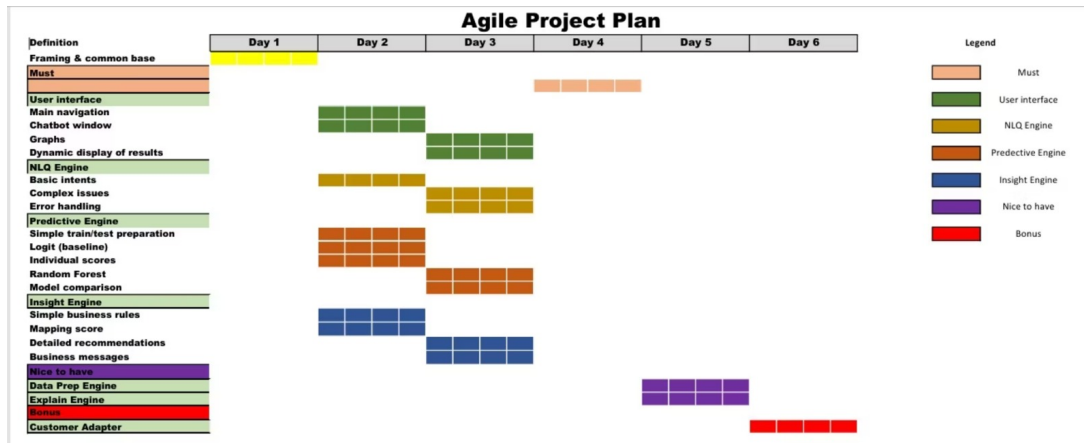 Agile Project Plan
Definition Day 1 Day 2 Day 3 Day 4 Day 5 Day 6
Framing & common base
Must
User interface
Main navigation
Chatbot window
Graphs
Dynamic display of results
NLQ Engine
Basic intents
Complex issues
Error handling
Predictive Engine
Simple train/test preparation
Logit (baseline)
Individual scores
Random Forest
Model comparison
Insight Engine
Simple business rules
Mapping score
Detailed recommendations
Business messages
Nice to have
Data Prep Engine
Explain Engine
Bonus
Customer Adapter
Legend
Must
User interface
NLQ Engine
Predective Engine
Insight Engine
Nice to have
Bonus